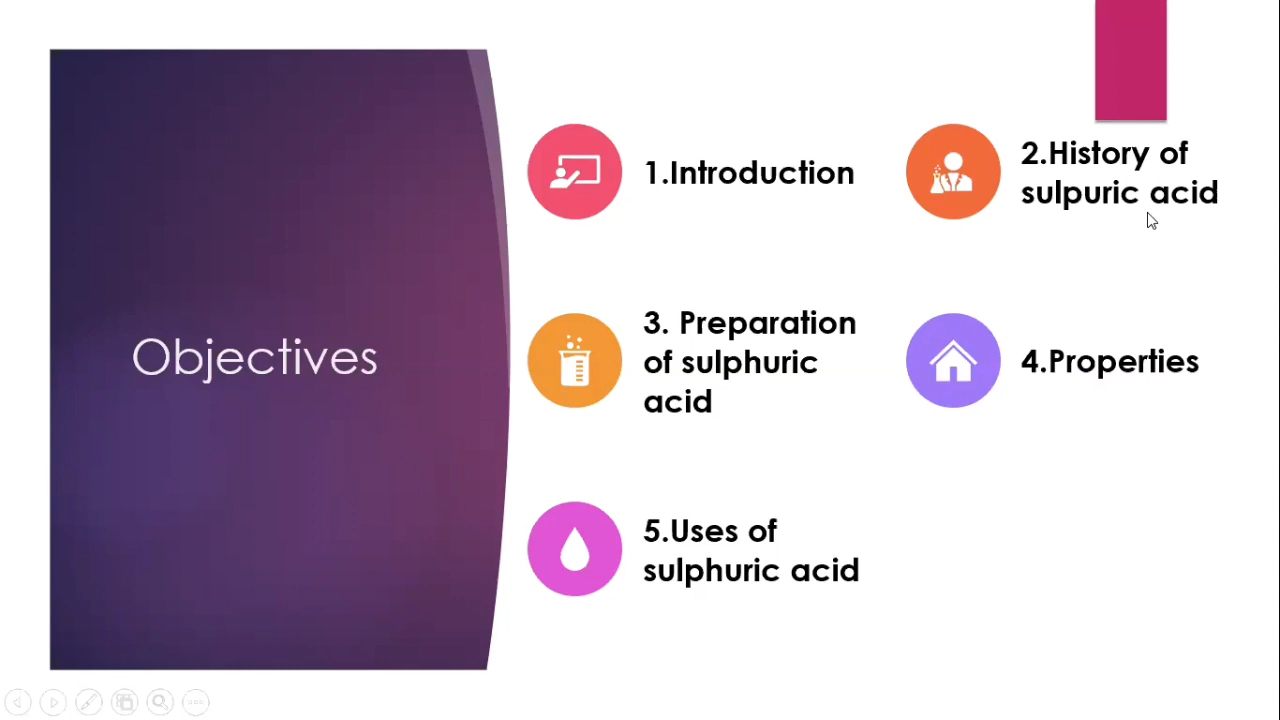 Objectives
1.Introduction
2.History of
sulpuric acid
3. Preparation
of sulphuric
acid
4.Properties
5.Uses of
sulphuric acid